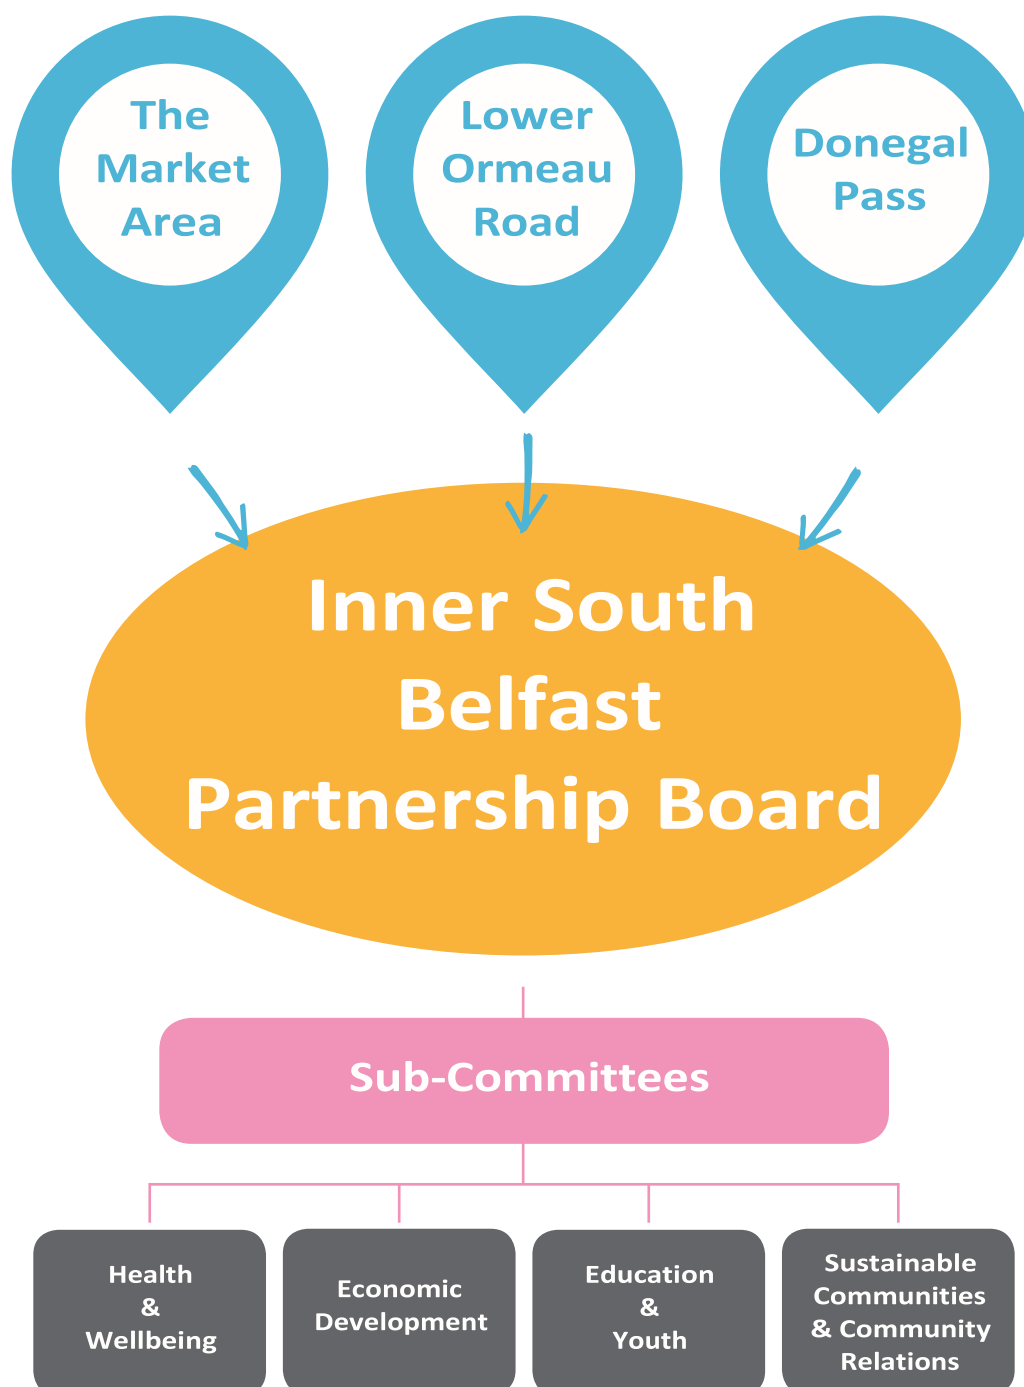 The
Market
Area
Lower
Ormeau
Road
Donegal
Pass
Inner South
Belfast
Partnership Board
Sub-Committees
Health
&
Wellbeing
Economic
Development
Education
&
Youth
Sustainable
Communities
& Community
Relations